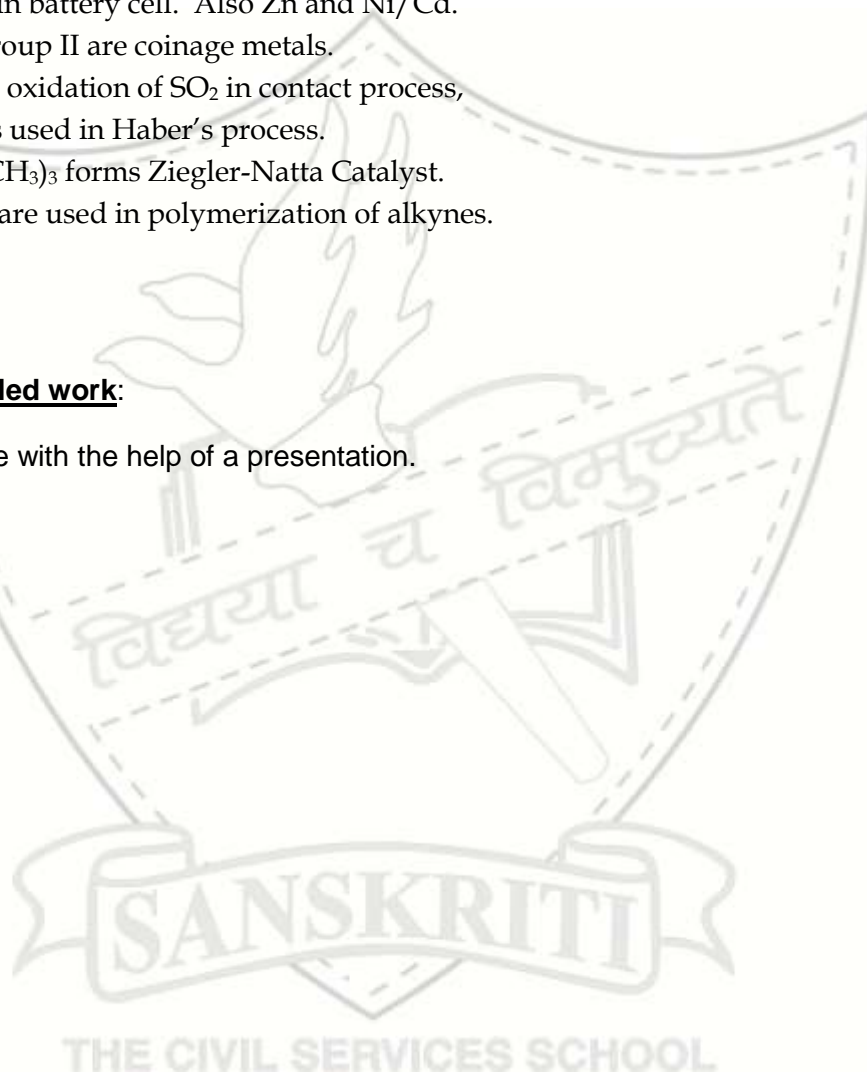 in battery cell. Also Zn and Ni/Cd.
roup II are coinage metals.
oxidation of SO₂ in contact process,
s used in Haber's process.
CH₃)₃ forms Ziegler-Natta Catalyst.
are used in polymerization of alkynes.
led work:
e with the help of a presentation.
विद्यया च विमुच्यते
SANSKRITI
THE CIVIL SERVICES SCHOOL